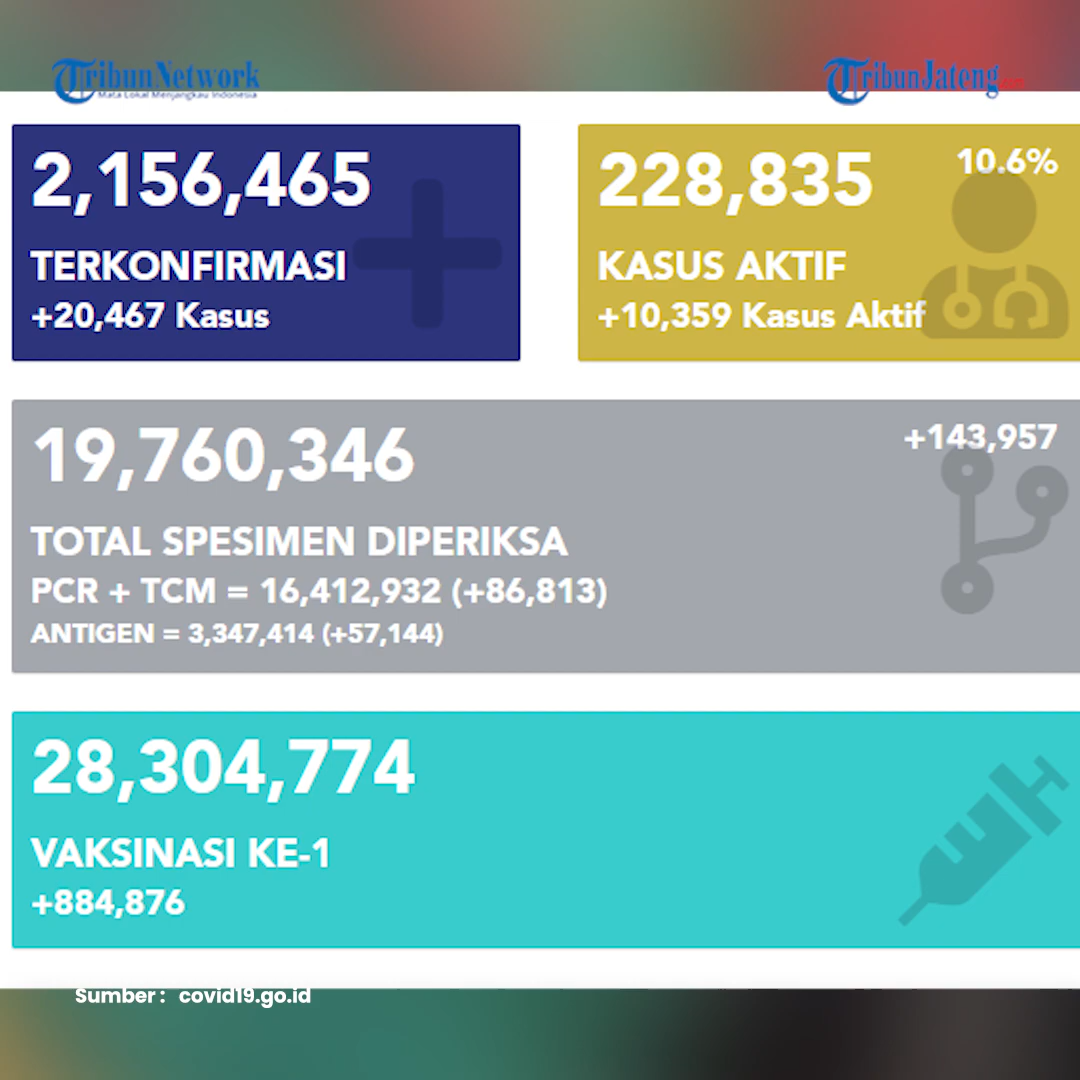 TribunNetwork
Mata Lokal Menjangkau Indonesia
TribunJateng.com
2,156,465
TERKONFIRMASI
+20,467 Kasus
228,835
10.6%
KASUS AKTIF
+10,359 Kasus Aktif
19,760,346
+143,957
TOTAL SPESIMEN DIPERIKSA
PCR + TCM = 16,412,932 (+86,813)
ANTIGEN = 3,347,414 (+57,144)
28,304,774
VAKSINASI KE-1
+884,876
Sumber : covid19.go.id